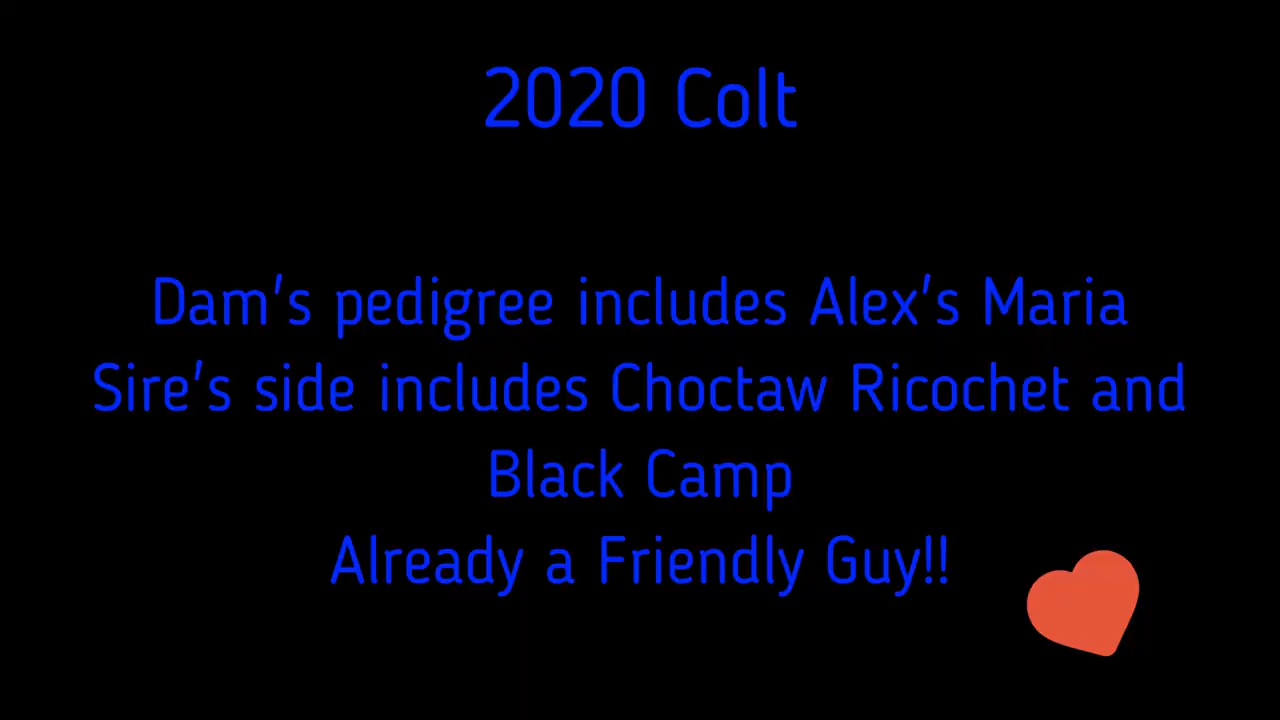 2020 Colt
Dam's pedigree includes Alex's Maria
Sire's side includes Choctaw Ricochet and
Black Camp
Already a Friendly Guy!!